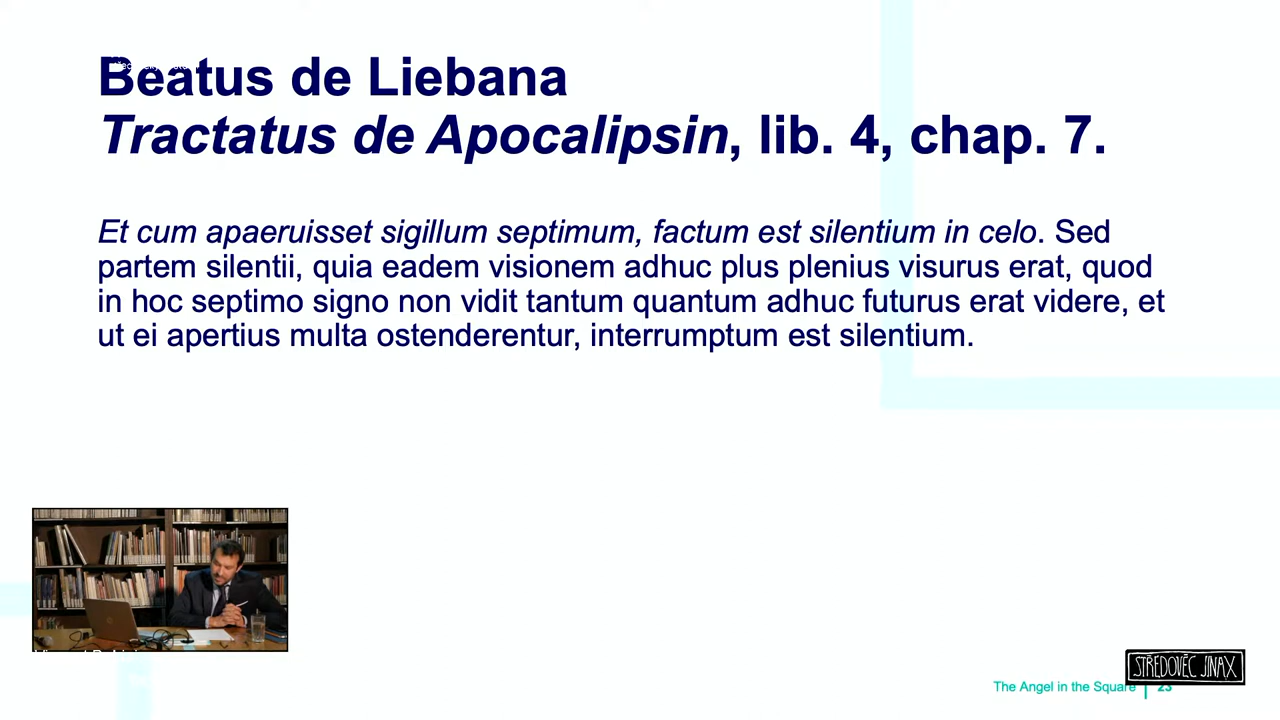 Beatus de Liebana
Tractatus de Apocalipsin, lib. 4, chap. 7.
Et cum apaeruisset sigillum septimum, factum est silentium in celo. Sed
partem silentii, quia eadem visionem adhuc plus plenius visurus erat, quod
in hoc septimo signo non vidit tantum quantum adhuc futurus erat videre, et
ut ei apertius multa ostenderentur, interrumptum est silentium.
The Angel in the Square 23
STŘEDOVĚC JINAX